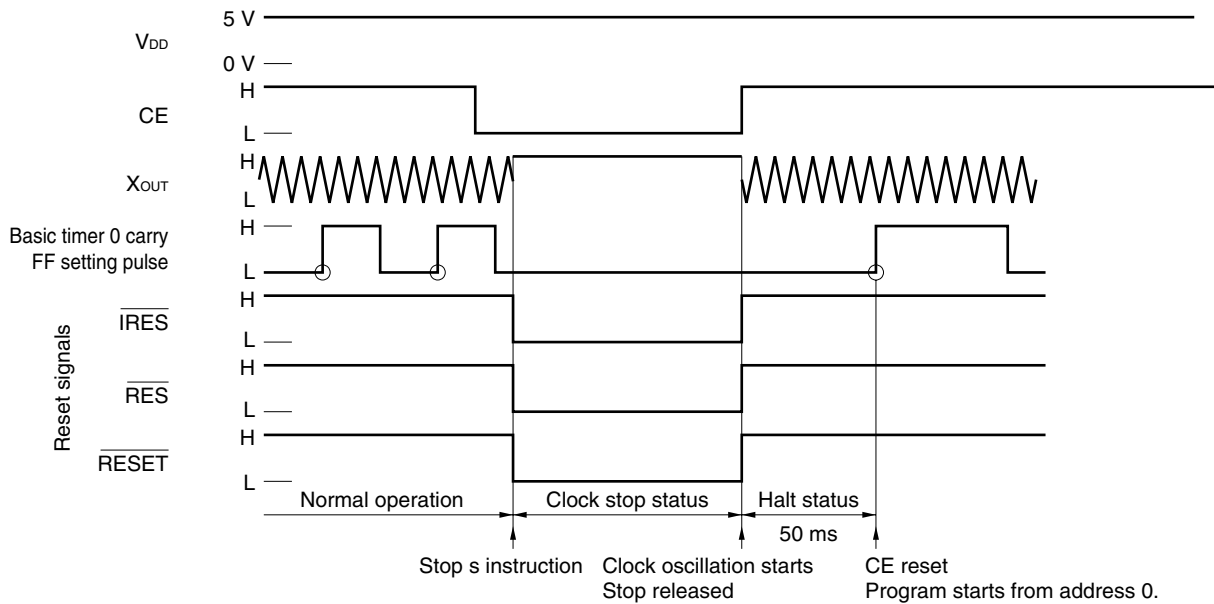 5 V
VDD
0 V
H
CE
L
H
XOUT
L
Basic timer 0 carry
FF setting pulse
H
L
Reset signals
H
IRES
L
H
RES
L
H
RESET
L
Normal operation
Clock stop status
Halt status
50 ms
Stop s instruction
Clock oscillation starts
Stop released
CE reset
Program starts from address 0.